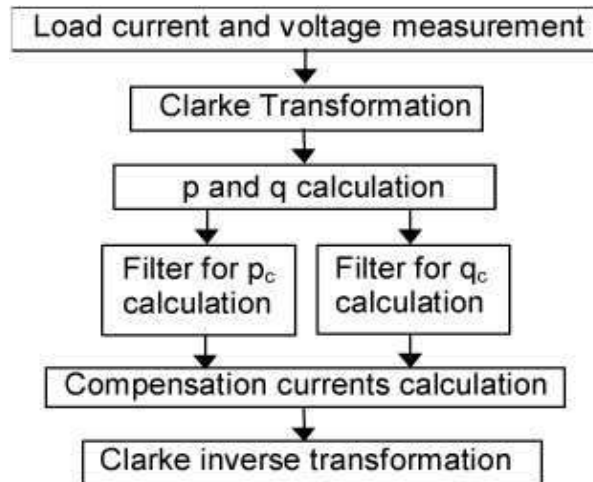 Load current and voltage measurement
Clarke Transformation
p and q calculation
Filter for pc
calculation
Filter for qc
calculation
Compensation currents calculation
Clarke inverse transformation